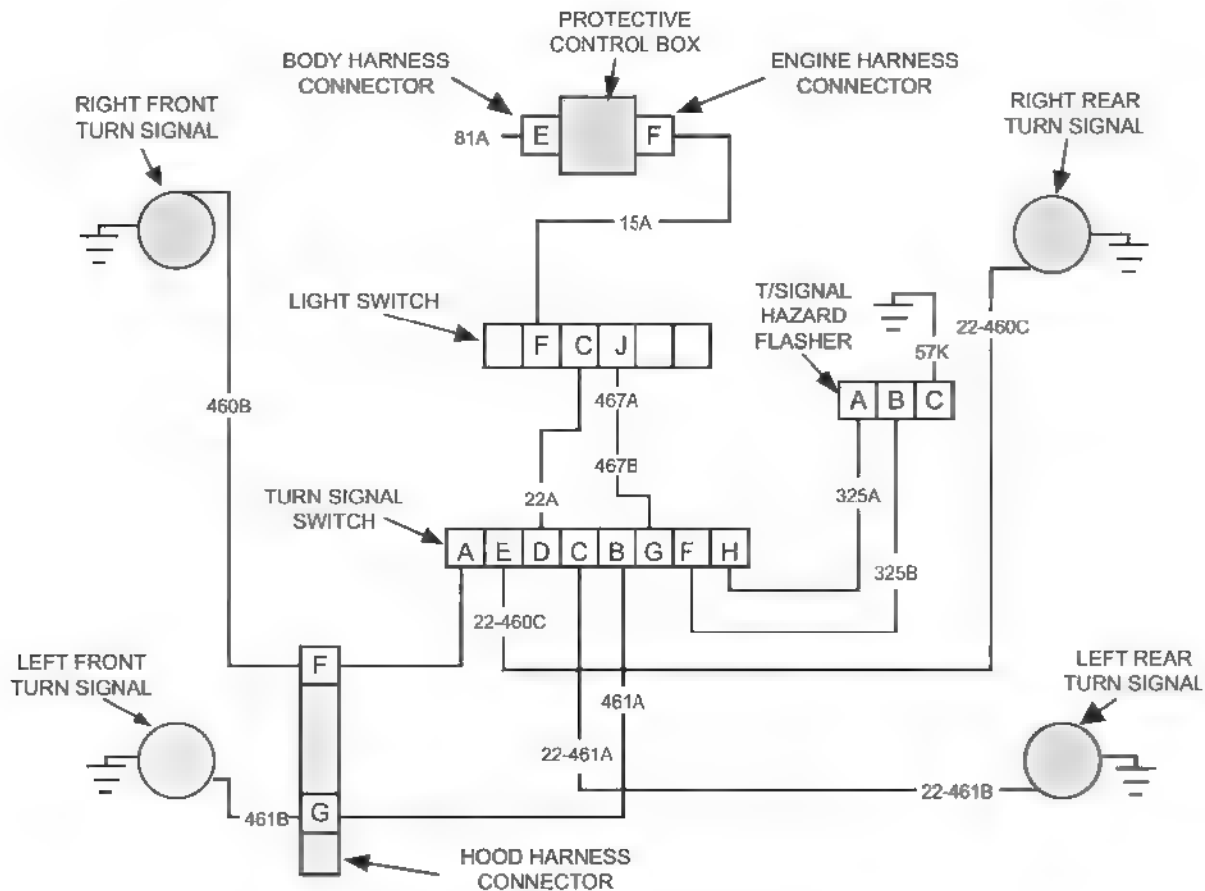 PROTECTIVE
CONTROL BOX
BODY HARNESS
CONNECTOR
ENGINE HARNESS
CONNECTOR
RIGHT FRONT
TURN SIGNAL
RIGHT REAR
TURN SIGNAL
81A
E
F
15A
LIGHT SWITCH
T/SIGNAL
HAZARD
FLASHER
22-460C
57K
F
C
J
A
B
C
460B
467A
467B
325A
TURN SIGNAL
SWITCH
22A
A
E
D
C
B
G
F
H
325B
22-460C
LEFT FRONT
TURN SIGNAL
F
LEFT REAR
TURN SIGNAL
461A
22-461A
22-461B
461B
G
HOOD HARNESS
CONNECTOR